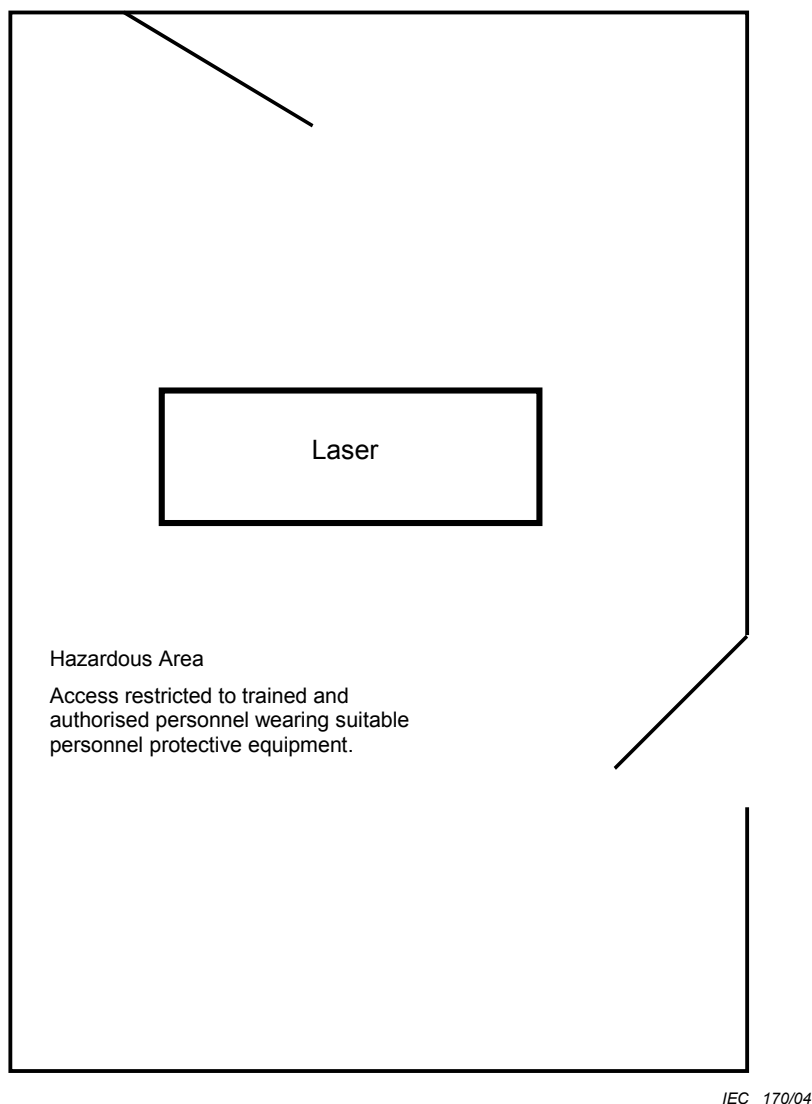 Laser
Hazardous Area
Access restricted to trained and
authorised personnel wearing suitable
personnel protective equipment.
IEC 170/04